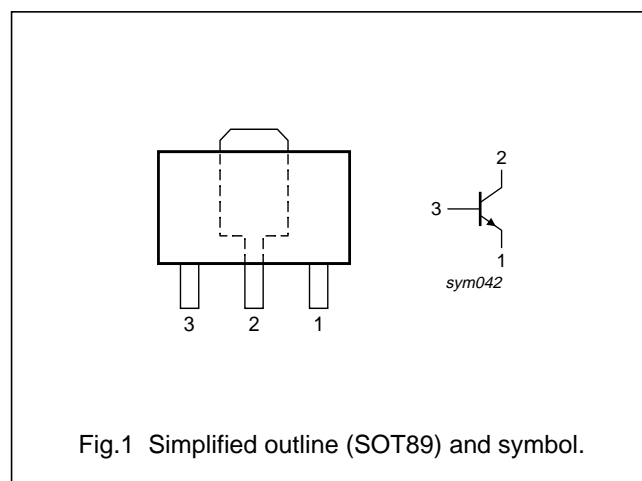 2
3
1
sym042
3 2 1
Fig.1 Simplified outline (SOT89) and symbol.